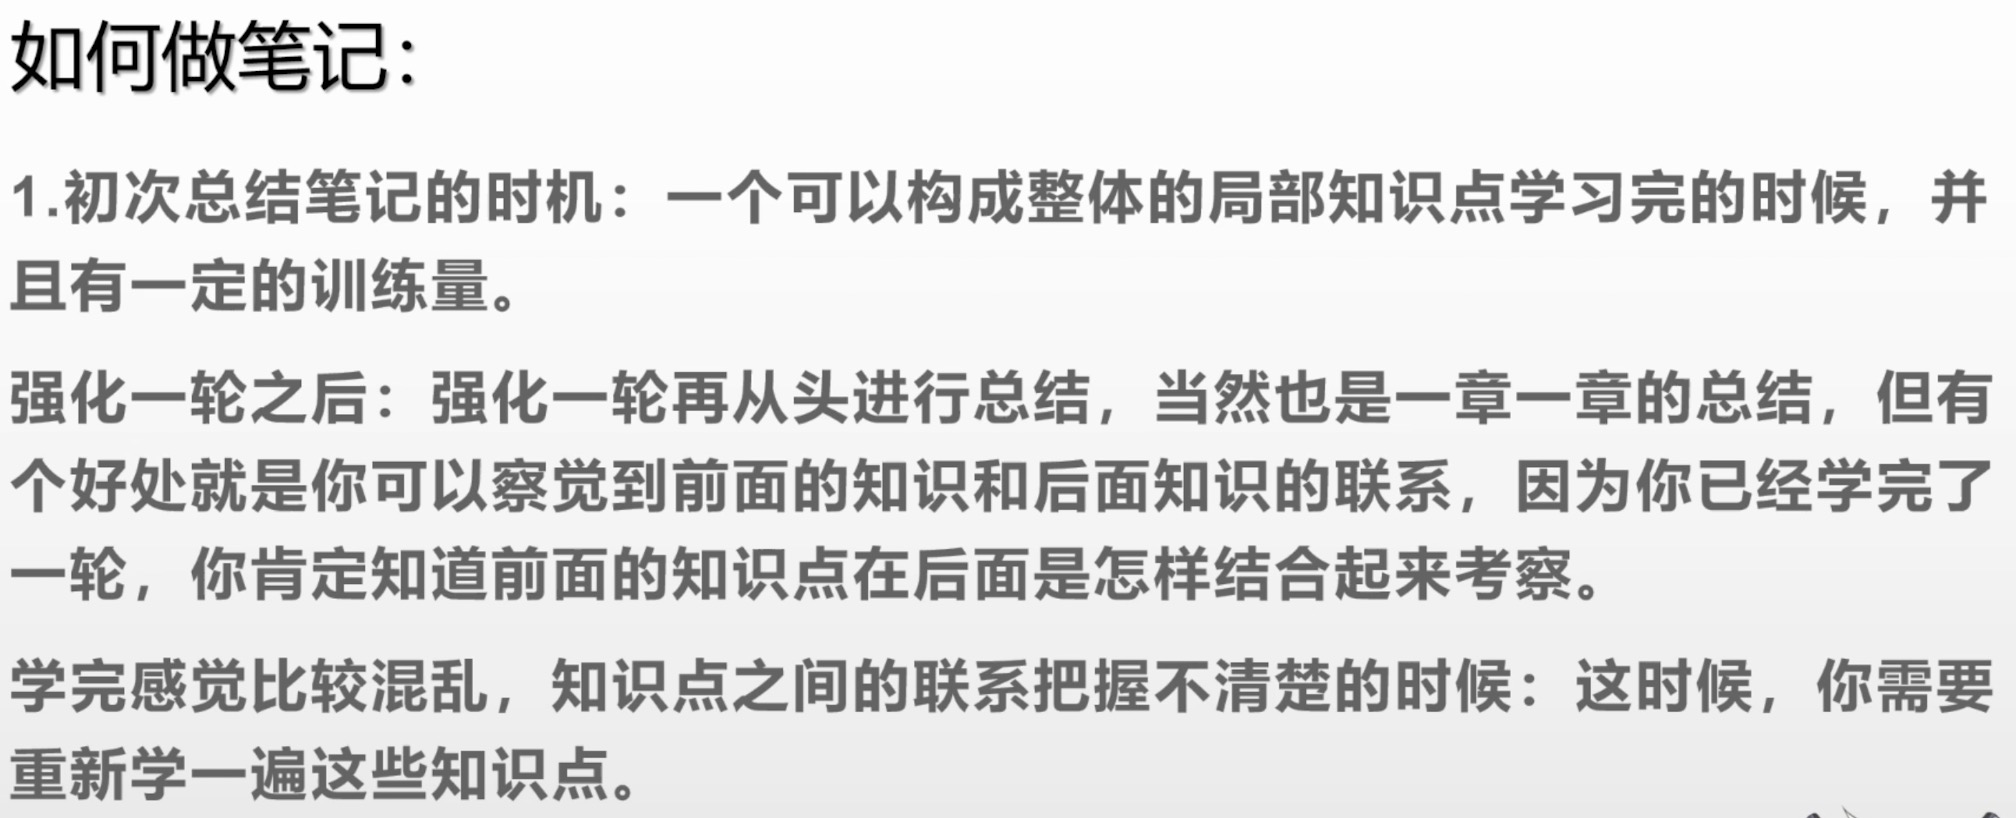 如何做笔记：
1.初次总结笔记的时机：一个可以构成整体的局部知识点学习完的时候，并
且有一定的训练量。
强化一轮之后：强化一轮再从头进行总结，当然也是一章一章的总结，但有
个好处就是你可以察觉到前面的知识和后面知识的联系，因为你已经学完了
一轮，你肯定知道前面的知识点在后面是怎样结合起来考察。
学完感觉比较混乱，知识点之间的联系把握不清楚的时候：这时候，你需要
重新学一遍这些知识点。